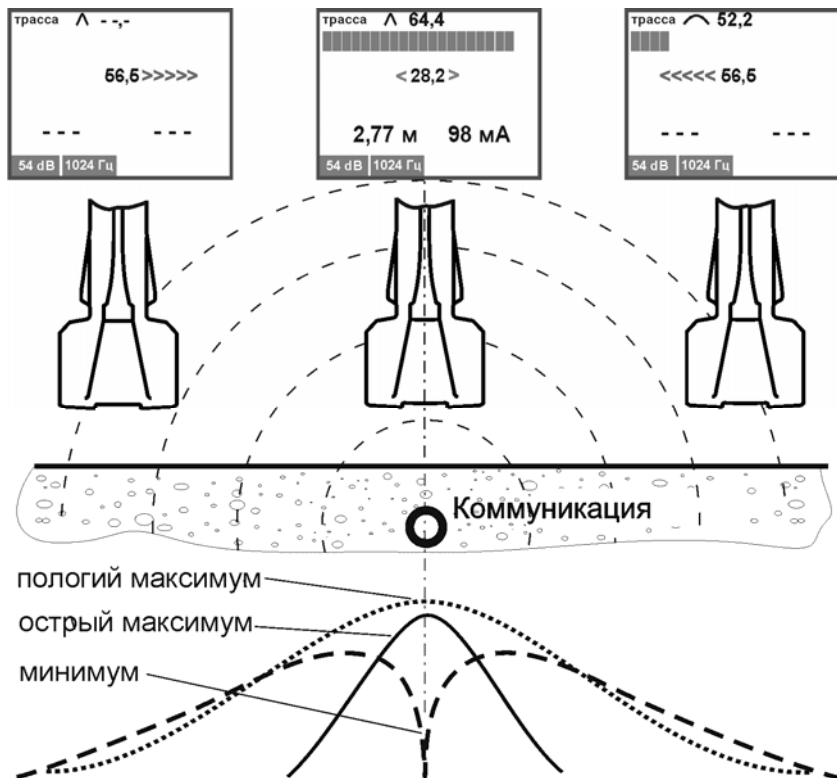 трасса ∧ - -,-
56,5 >>>>>
- - - - - -
54 dB 1024 Гц
трасса ∧ 64,4
< 28,2 >
2,77 м 98 мА
54 dB 1024 Гц
трасса ⌒ 52,2
<<<<< 56,5
- - - - - -
54 dB 1024 Гц
Коммуникация
пологий максимум
острый максимум
минимум